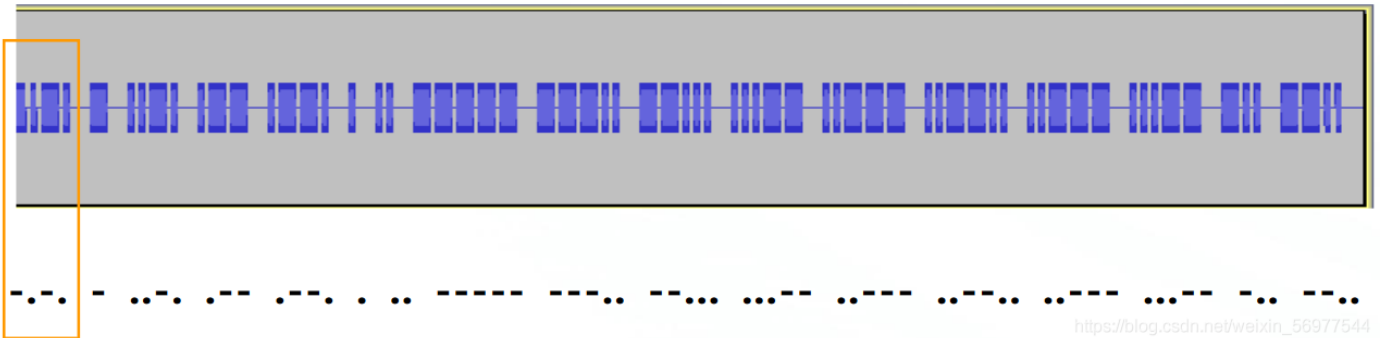 -.-. - ..-. .-- .--. . .. ----- ---.. --... ...-- ..--- ..--.. ..--- ...-- -.. --..
https://blog.csdn.net/weixin_56977544